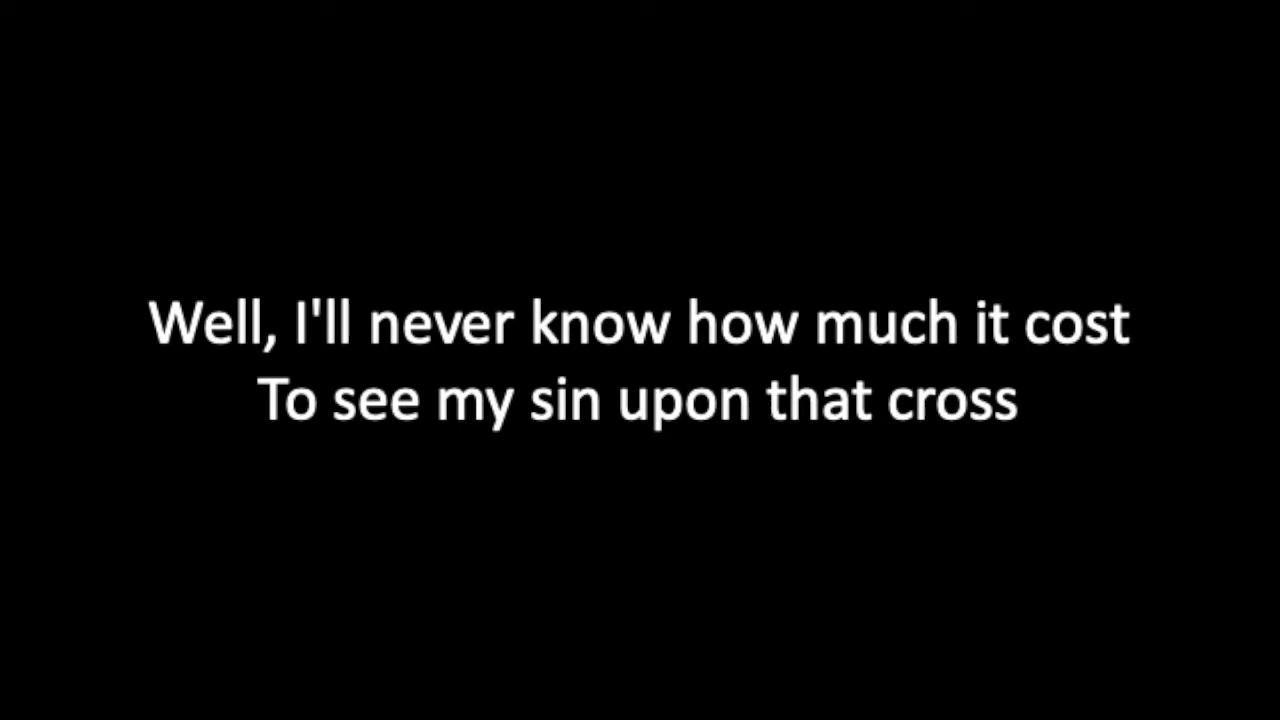 Well, I'll never know how much it cost
To see my sin upon that cross